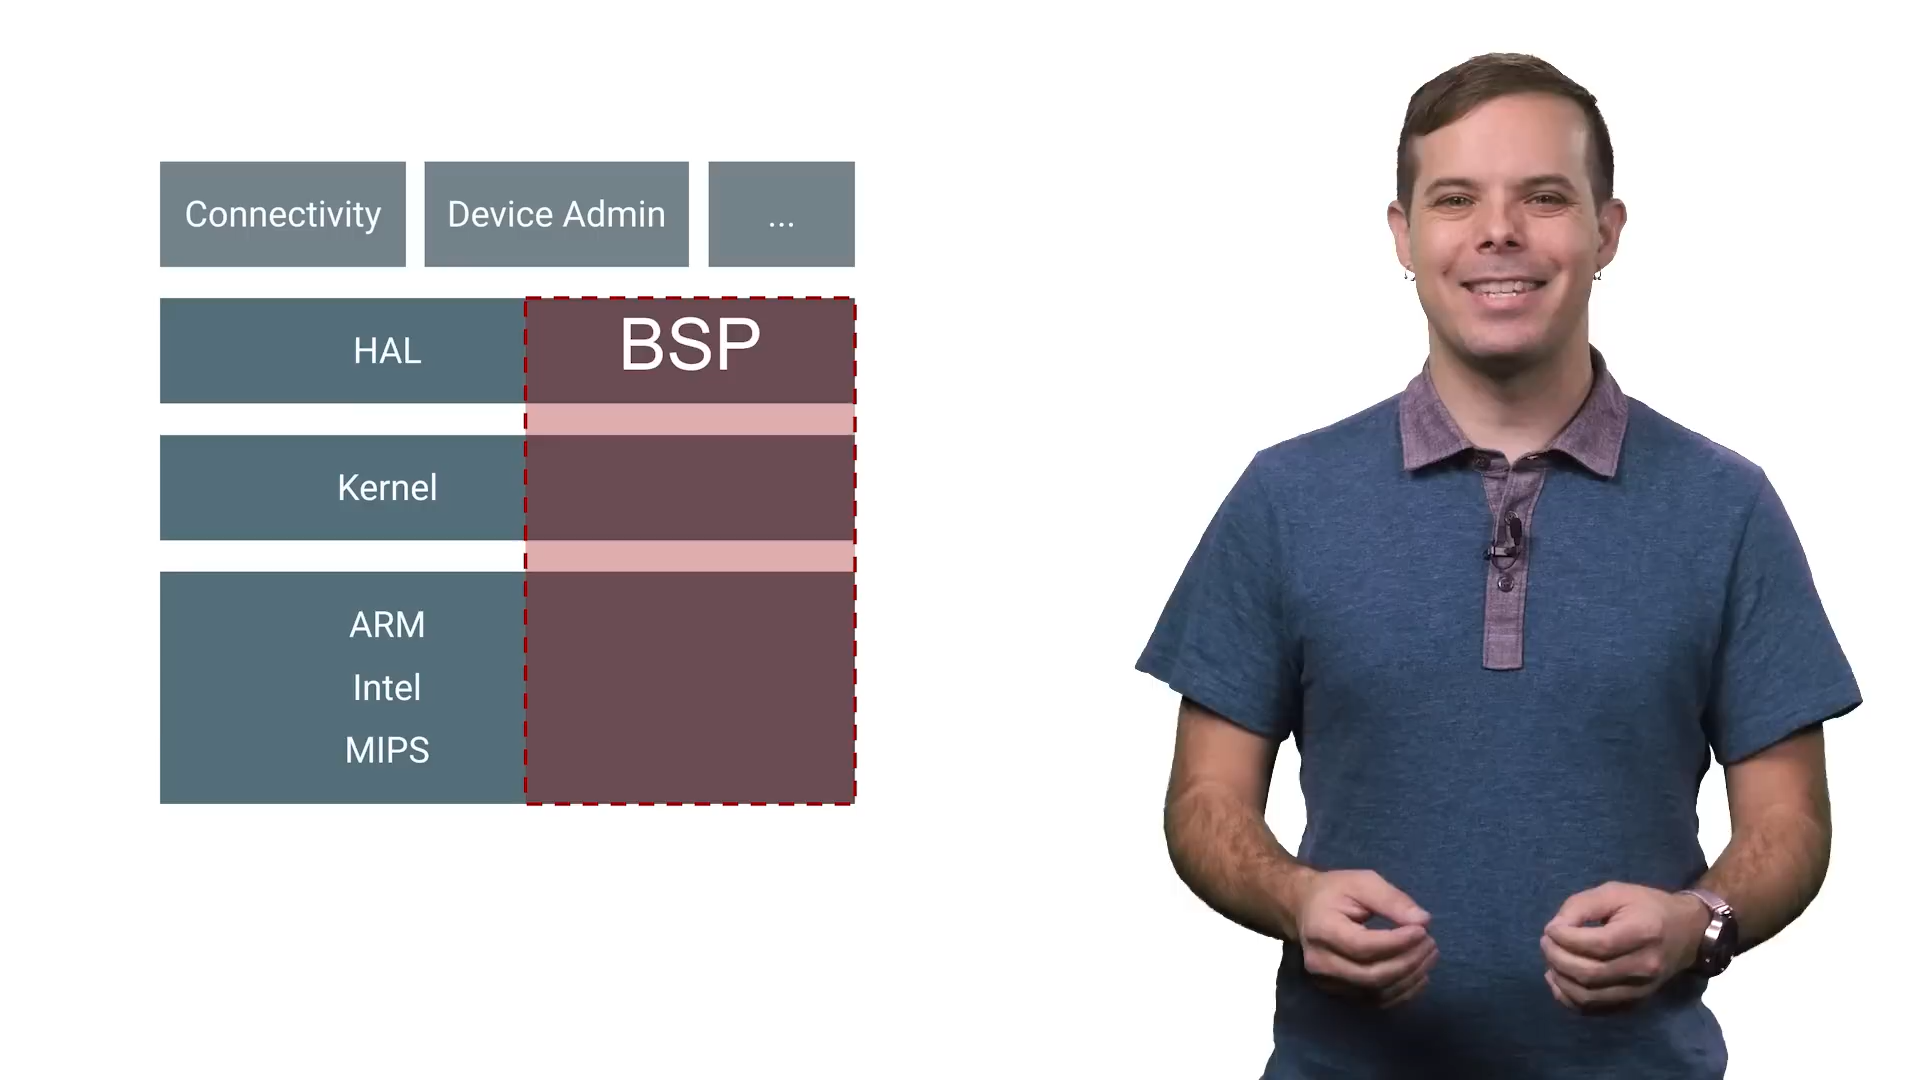 Connectivity
Device Admin
...
HAL
BSP
Kernel
ARM
Intel
MIPS